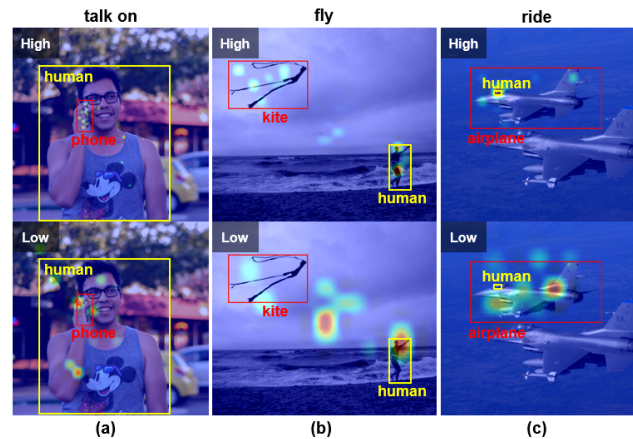 talk on
fly
ride
High
human
phone
High
kite
human
High
human
airplane
Low
human
phone
Low
kite
human
Low
human
airplane
(a)
(b)
(c)